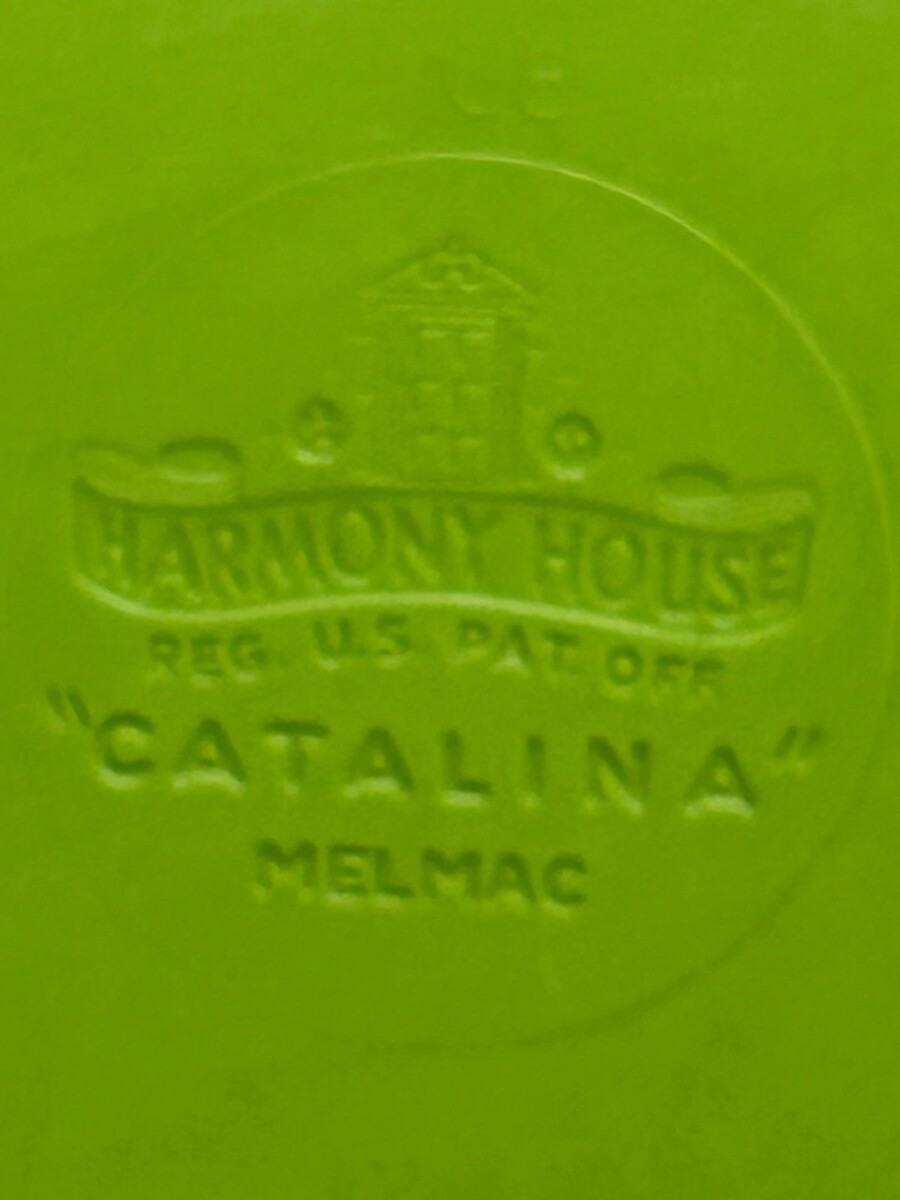 HARMONY HOUSE
REG. U.S. PAT. OFF.
"CATALINA"
MELMAC